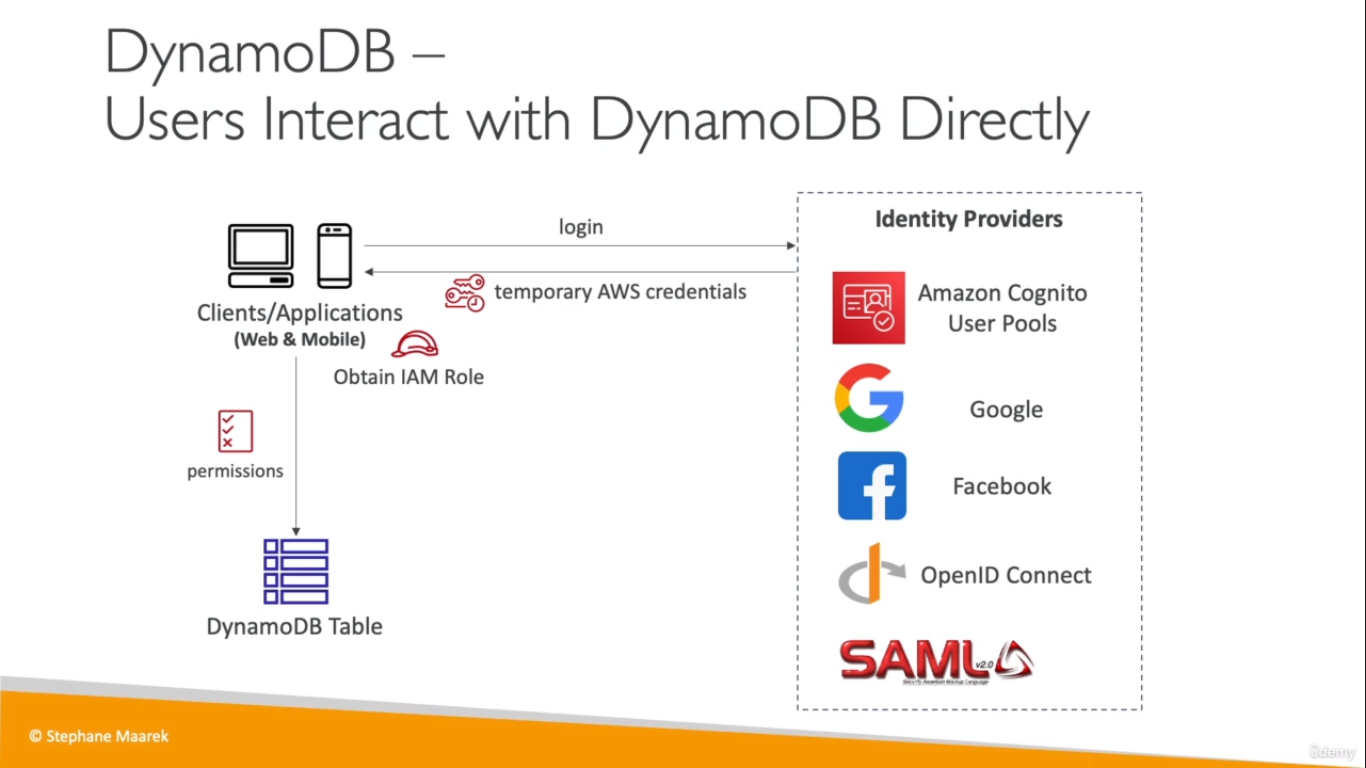 DynamoDB –
Users Interact with DynamoDB Directly
login
temporary AWS credentials
Clients/Applications
(Web & Mobile)
Obtain IAM Role
permissions
DynamoDB Table
Identity Providers
Amazon Cognito
User Pools
Google
Facebook
OpenID Connect
SAML v2.0
Security Assertion Markup Language
© Stephane Maarek
ûdemy